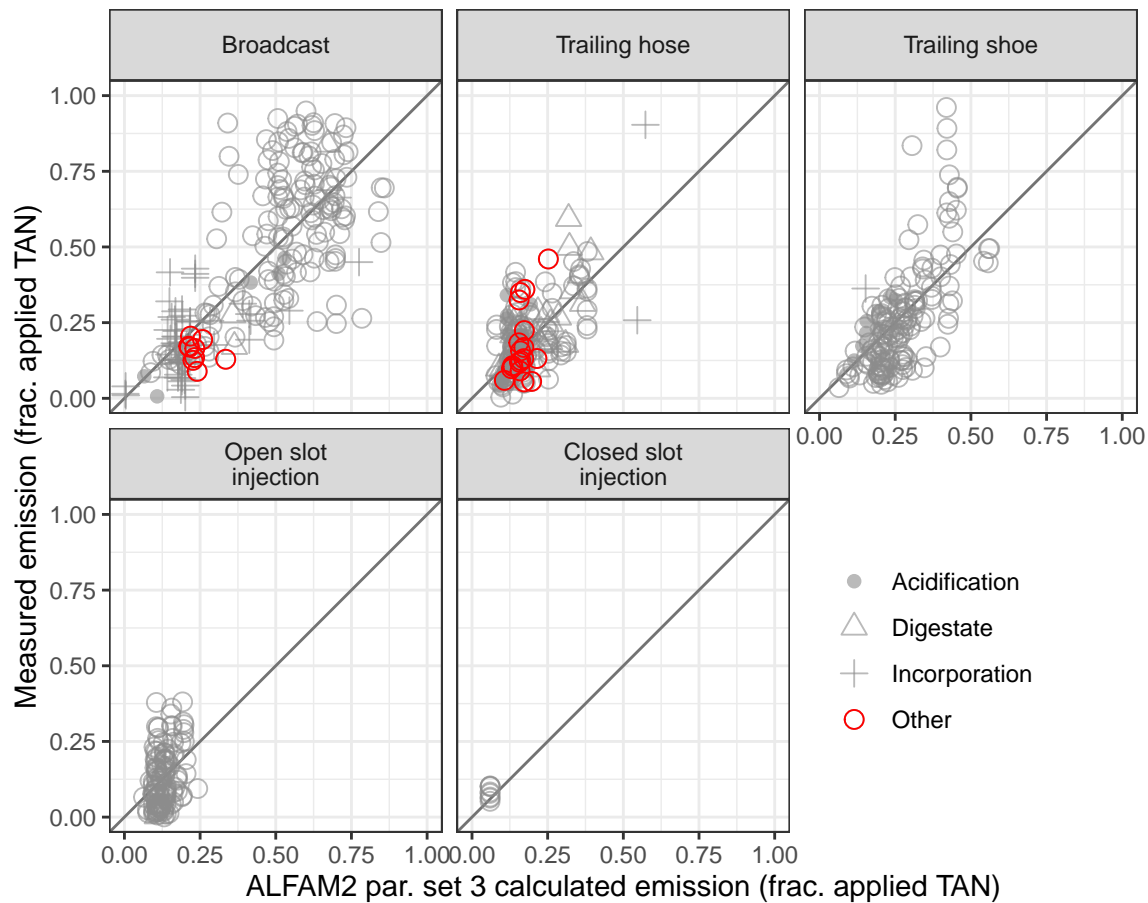 Broadcast
Trailing hose
Trailing shoe
1.00
0.75
0.50
0.25
0.00
0.00 0.25 0.50 0.75 1.00
Open slot
injection
Closed slot
injection
1.00
0.75
0.50
0.25
0.00
0.00 0.25 0.50 0.75 1.00
0.00 0.25 0.50 0.75 1.00
Measured emission (frac. applied TAN)
ALFAM2 par. set 3 calculated emission (frac. applied TAN)
Acidification
Digestate
Incorporation
Other